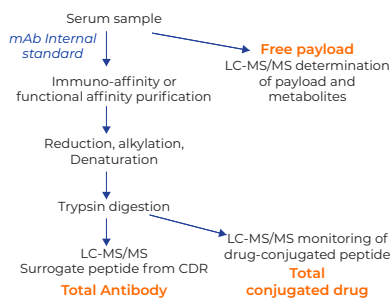 Serum sample
mAb Internal
standard
Free payload
LC-MS/MS determination
of payload and
metabolites
Immuno-affinity or
functional affinity purification
Reduction, alkylation,
Denaturation
Trypsin digestion
LC-MS/MS
Surrogate peptide from CDR
Total Antibody
LC-MS/MS monitoring of
drug-conjugated peptide
Total
conjugated drug